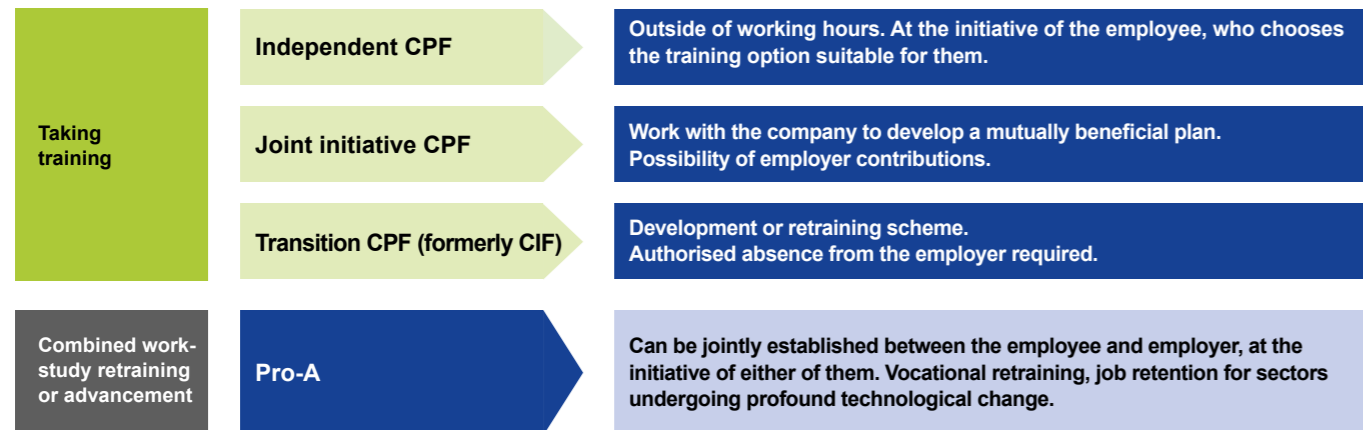 Taking
training
Independent CPF
Outside of working hours. At the initiative of the employee, who chooses
the training option suitable for them.
Joint initiative CPF
Work with the company to develop a mutually beneficial plan.
Possibility of employer contributions.
Transition CPF (formerly CIF)
Development or retraining scheme.
Authorised absence from the employer required.
Combined work-
study retraining
or advancement
Pro-A
Can be jointly established between the employee and employer, at the
initiative of either of them. Vocational retraining, job retention for sectors
undergoing profound technological change.